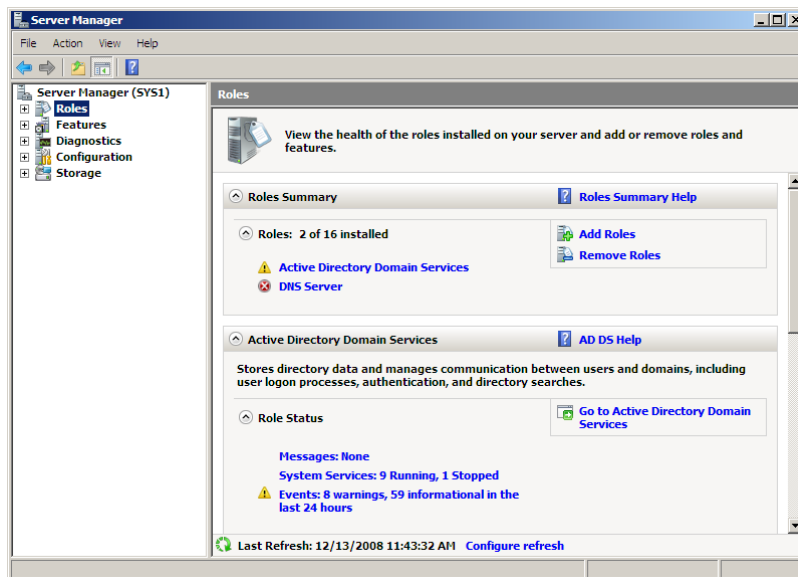 Server Manager
File Action View Help
Server Manager (SYS1)
Roles
Features
Diagnostics
Configuration
Storage
Roles
View the health of the roles installed on your server and add or remove roles and
features.
Roles Summary
Roles Summary Help
Roles: 2 of 16 installed
Add Roles
Remove Roles
Active Directory Domain Services
DNS Server
Active Directory Domain Services
AD DS Help
Stores directory data and manages communication between users and domains, including
user logon processes, authentication, and directory searches.
Role Status
Go to Active Directory Domain
Services
Messages: None
System Services: 9 Running, 1 Stopped
Events: 8 warnings, 59 informational in the
last 24 hours
Last Refresh: 12/13/2008 11:43:32 AM Configure refresh